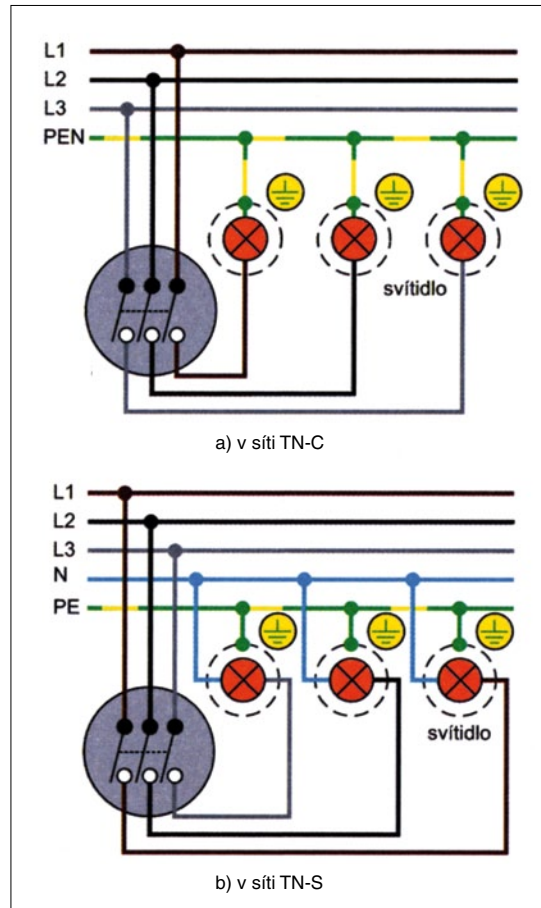 L1
L2
L3
PEN
svítidlo
a) v síti TN-C
L1
L2
L3
N
PE
svítidlo
b) v síti TN-S